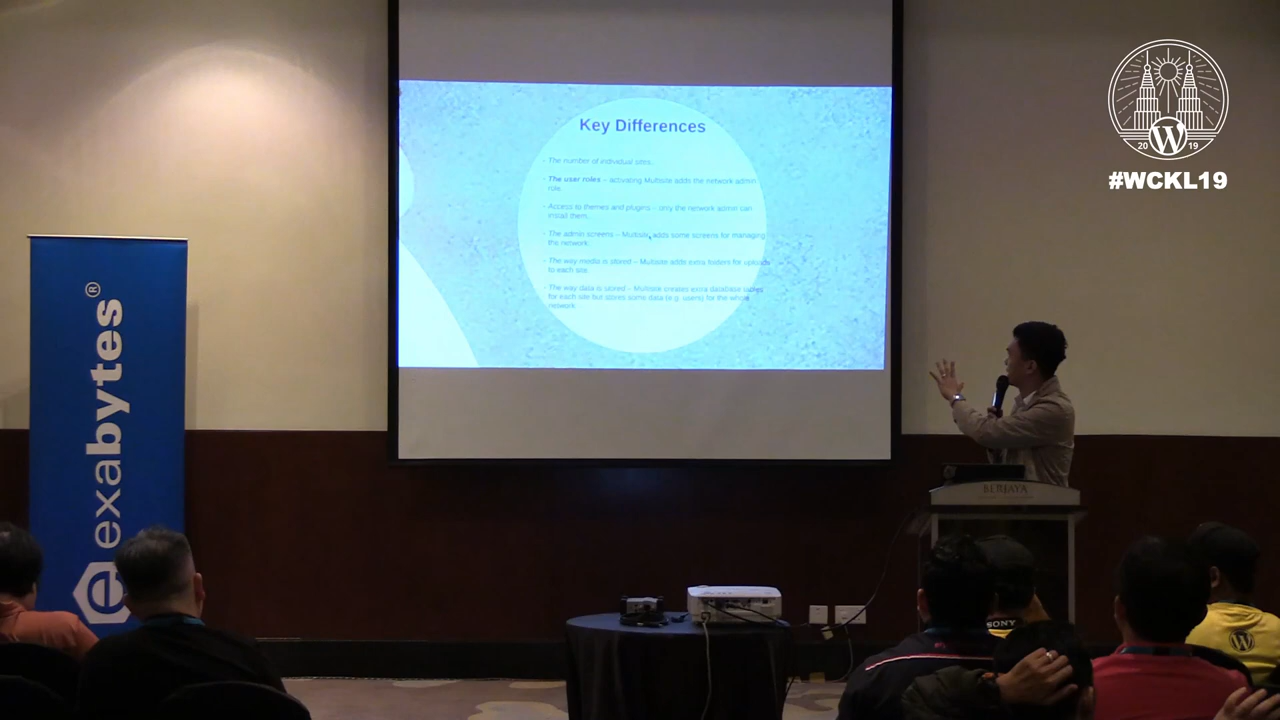 Key Differences
- The number of individual sites.
- The user roles – activating Multisite adds the network admin
role.
- Access to themes and plugins – only the network admin can
install them.
- The admin screens – Multisite adds some screens for managing
the network.
- The way media is stored – Multisite adds extra folders for uploads
to each site.
- The way data is stored – Multisite creates extra database tables
for each site but stores some data (e.g. users) for the whole
network.
20 W 19
#WCKL19
exabytes®
BERJAYA
SONY